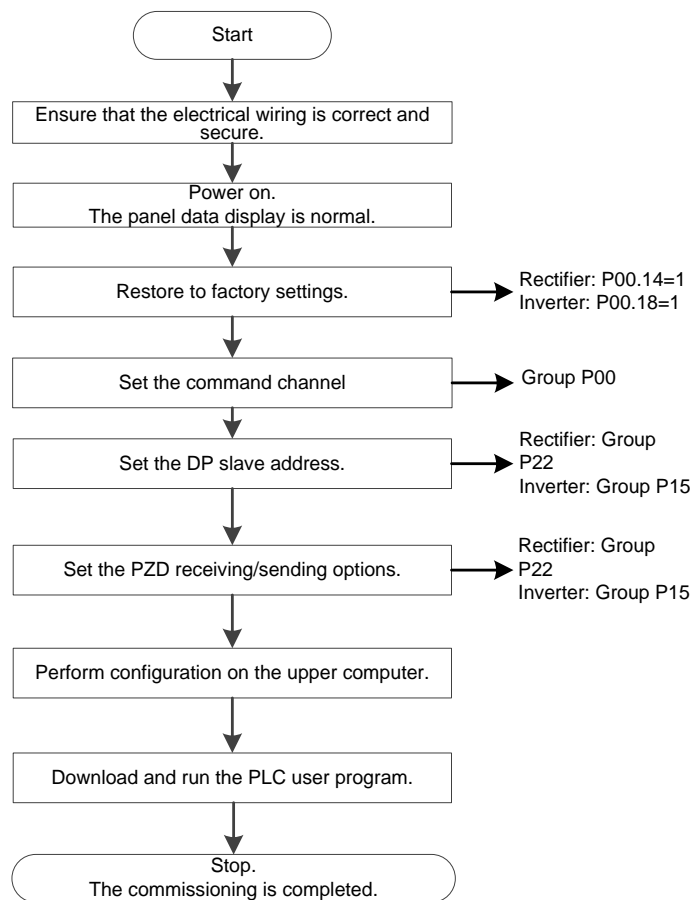 Start
Ensure that the electrical wiring is correct and
secure.
Power on.
The panel data display is normal.
Restore to factory settings.
Rectifier: P00.14=1
Inverter: P00.18=1
Set the command channel
Group P00
Set the DP slave address.
Rectifier: Group
P22
Inverter: Group P15
Set the PZD receiving/sending options.
Rectifier: Group
P22
Inverter: Group P15
Perform configuration on the upper computer.
Download and run the PLC user program.
Stop.
The commissioning is completed.